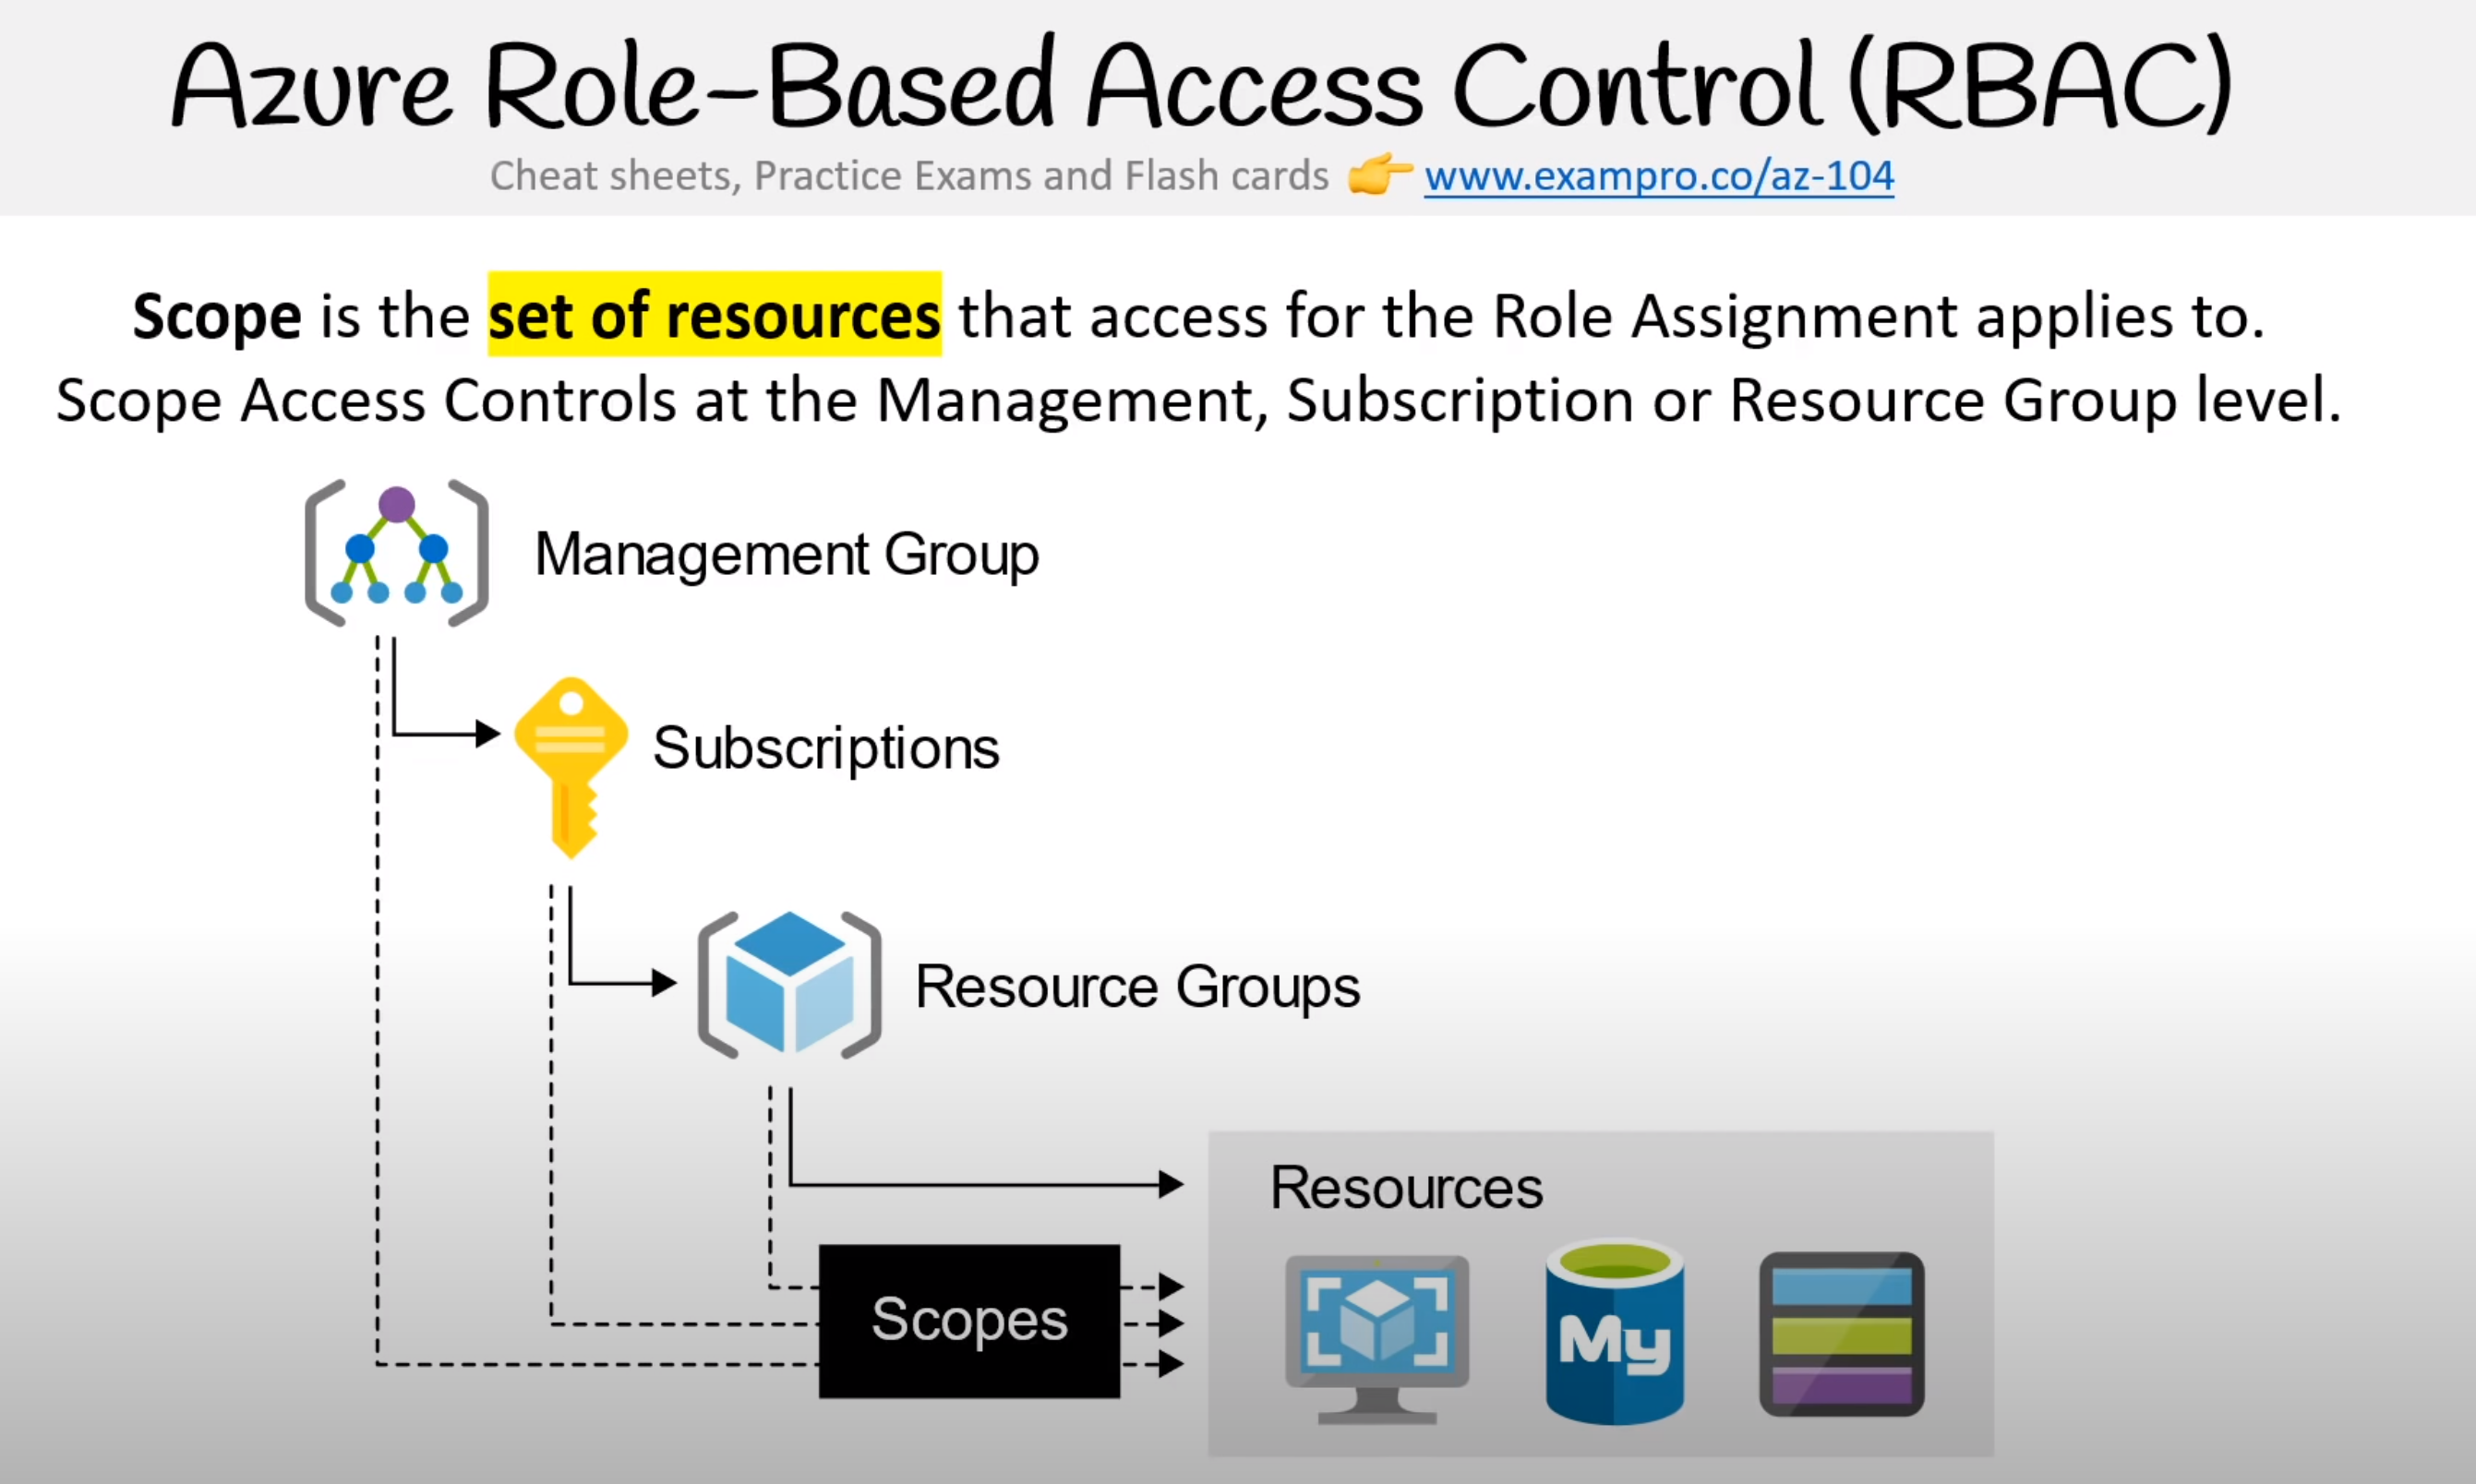 Azure Role-Based Access Control (RBAC)
Cheat sheets, Practice Exams and Flash cards 👉 www.exampro.co/az-104
Scope is the set of resources that access for the Role Assignment applies to.
Scope Access Controls at the Management, Subscription or Resource Group level.
Management Group
Subscriptions
Resource Groups
Resources
Scopes
My